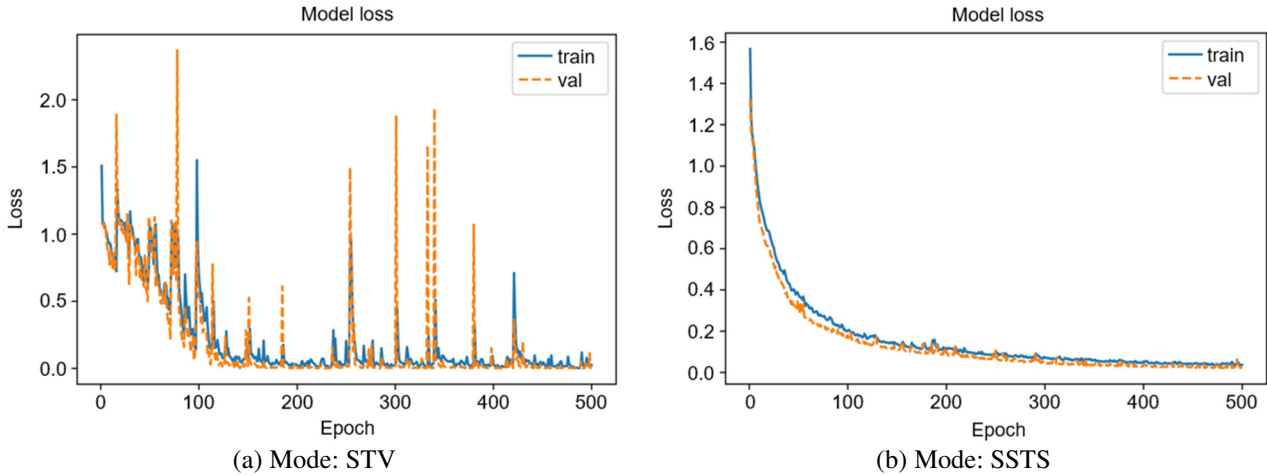 Model loss
train
val
2.0
1.5
1.0
0.5
0.0
Loss
0 100 200 300 400 500
Epoch
(a) Mode: STV
Model loss
train
val
1.6
1.4
1.2
1.0
0.8
0.6
0.4
0.2
0.0
Loss
0 100 200 300 400 500
Epoch
(b) Mode: SSTS